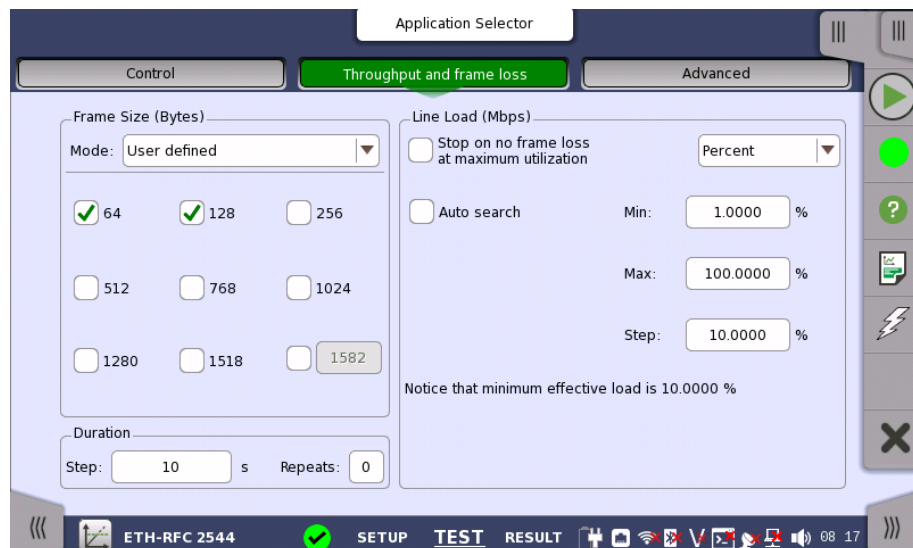 Application Selector
Control
Throughput and frame loss
Advanced
Frame Size (Bytes)
Mode: User defined
64 128 256
512 768 1024
1280 1518 1582
Duration
Step: 10 s Repeats: 0
Line Load (Mbps)
Stop on no frame loss
at maximum utilization
Percent
Auto search
Min: 1.0000 %
Max: 100.0000 %
Step: 10.0000 %
Notice that minimum effective load is 10.0000 %
ETH-RFC 2544 SETUP TEST RESULT 08 17